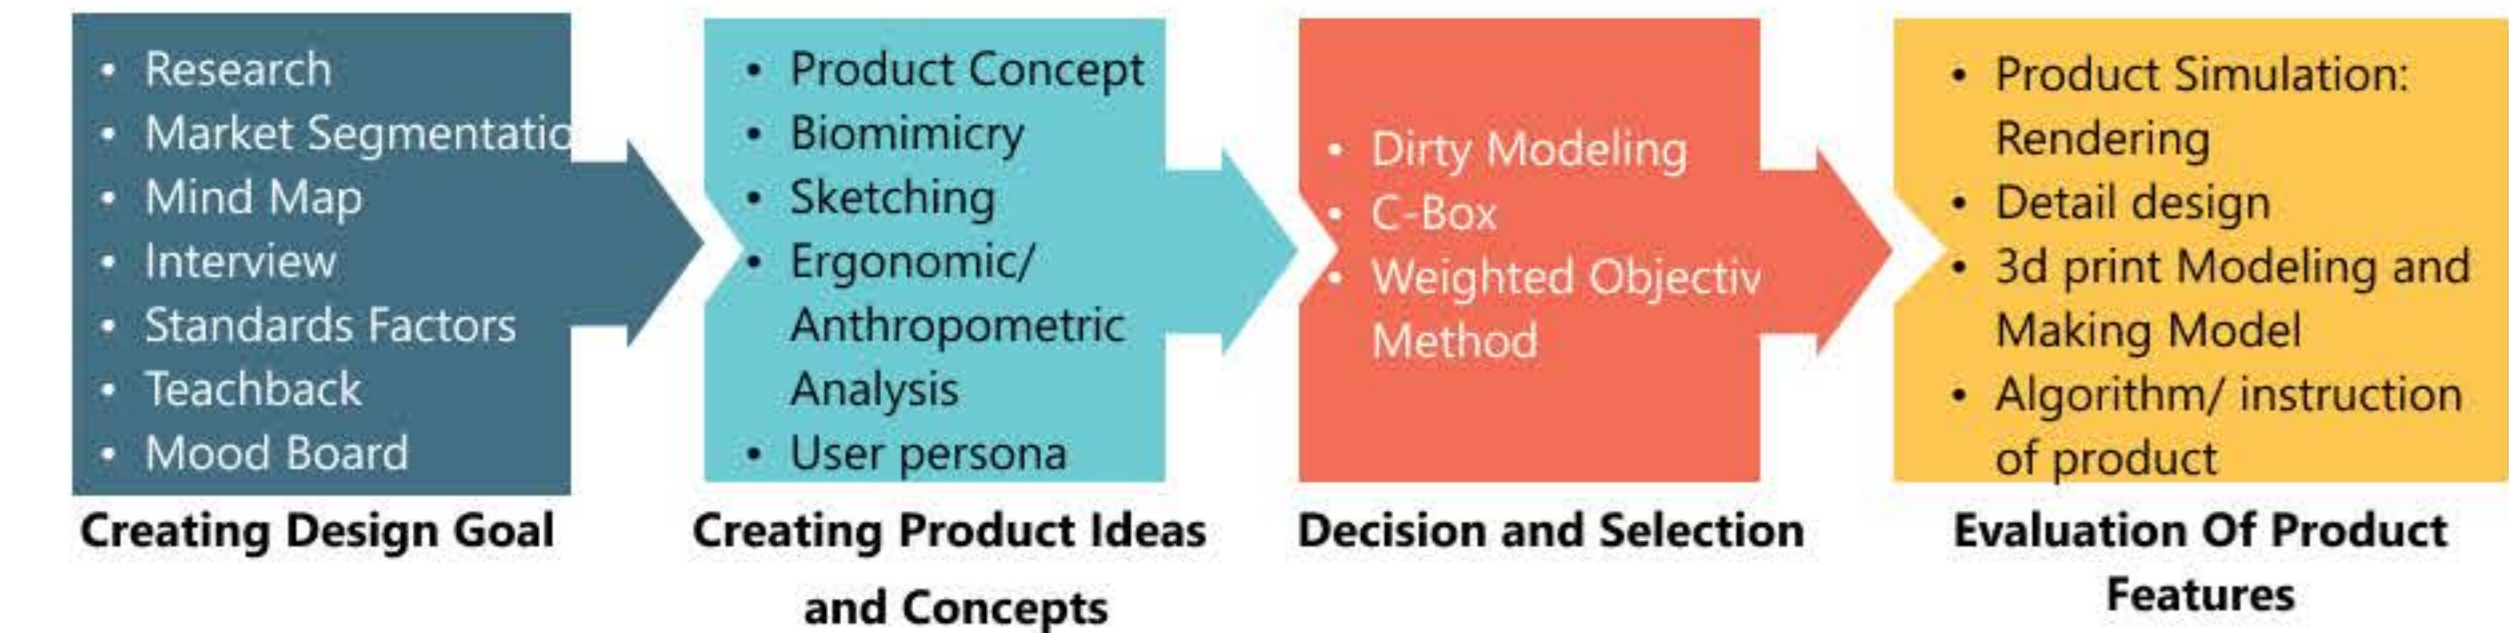 • Research
• Market Segmentatio
• Mind Map
• Interview
• Standards Factors
• Teachback
• Mood Board
Creating Design Goal
• Product Concept
• Biomimicry
• Sketching
• Ergonomic/
Anthropometric
Analysis
• User persona
Creating Product Ideas
and Concepts
• Dirty Modeling
• C-Box
• Weighted Objectiv
Method
Decision and Selection
• Product Simulation:
Rendering
• Detail design
• 3d print Modeling and
Making Model
• Algorithm/ instruction
of product
Evaluation Of Product
Features